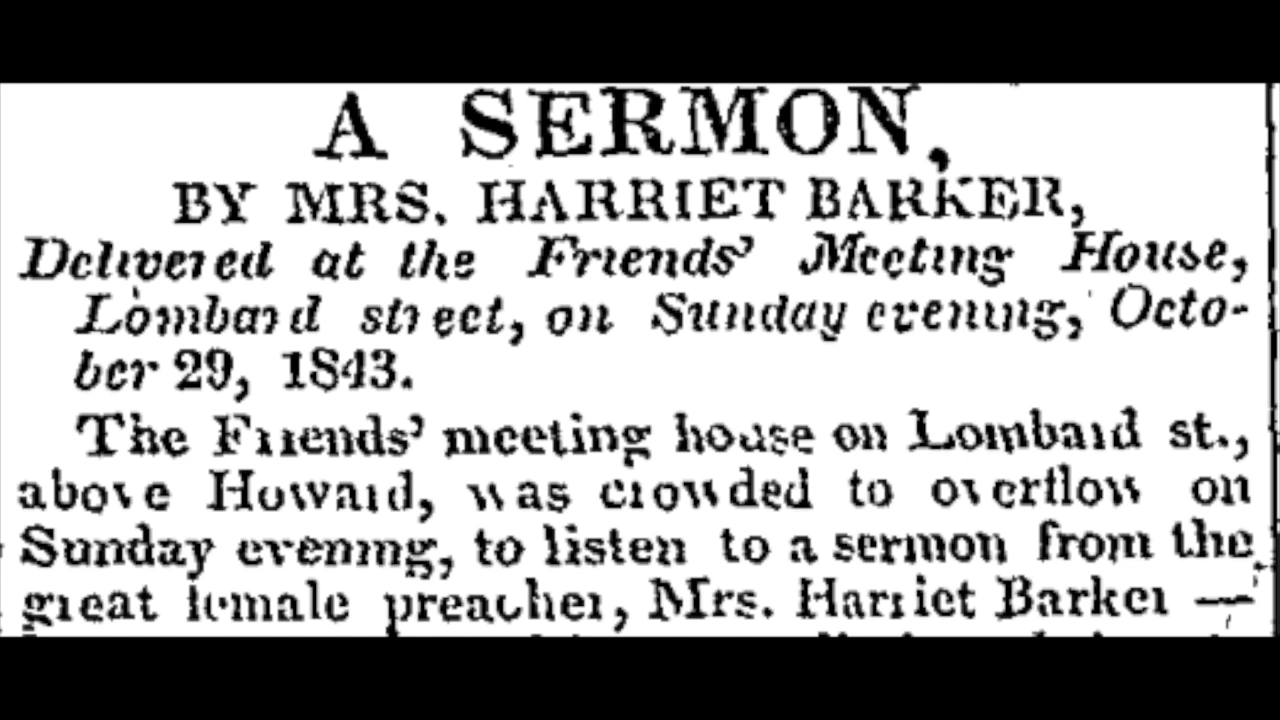 A SERMON,
BY MRS. HARRIET BARKER,
Delivered at the Friends' Meeting House,
Lombard street, on Sunday evening, Octo-
ber 29, 1843.
The Friends' meeting house on Lombard st.,
above Howard, was crowded to overflow on
Sunday evening, to listen to a sermon from the
great female preacher, Mrs. Harriet Barker —